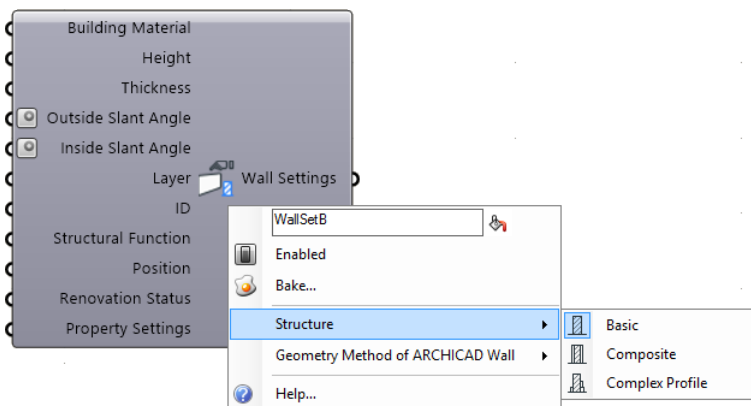 Building Material
Height
Thickness
Outside Slant Angle
Inside Slant Angle
Layer
Wall Settings
ID
Structural Function
Position
Renovation Status
Property Settings
WallSetB
Enabled
Bake...
Structure
Geometry Method of ARCHICAD Wall
Help...
Basic
Composite
Complex Profile